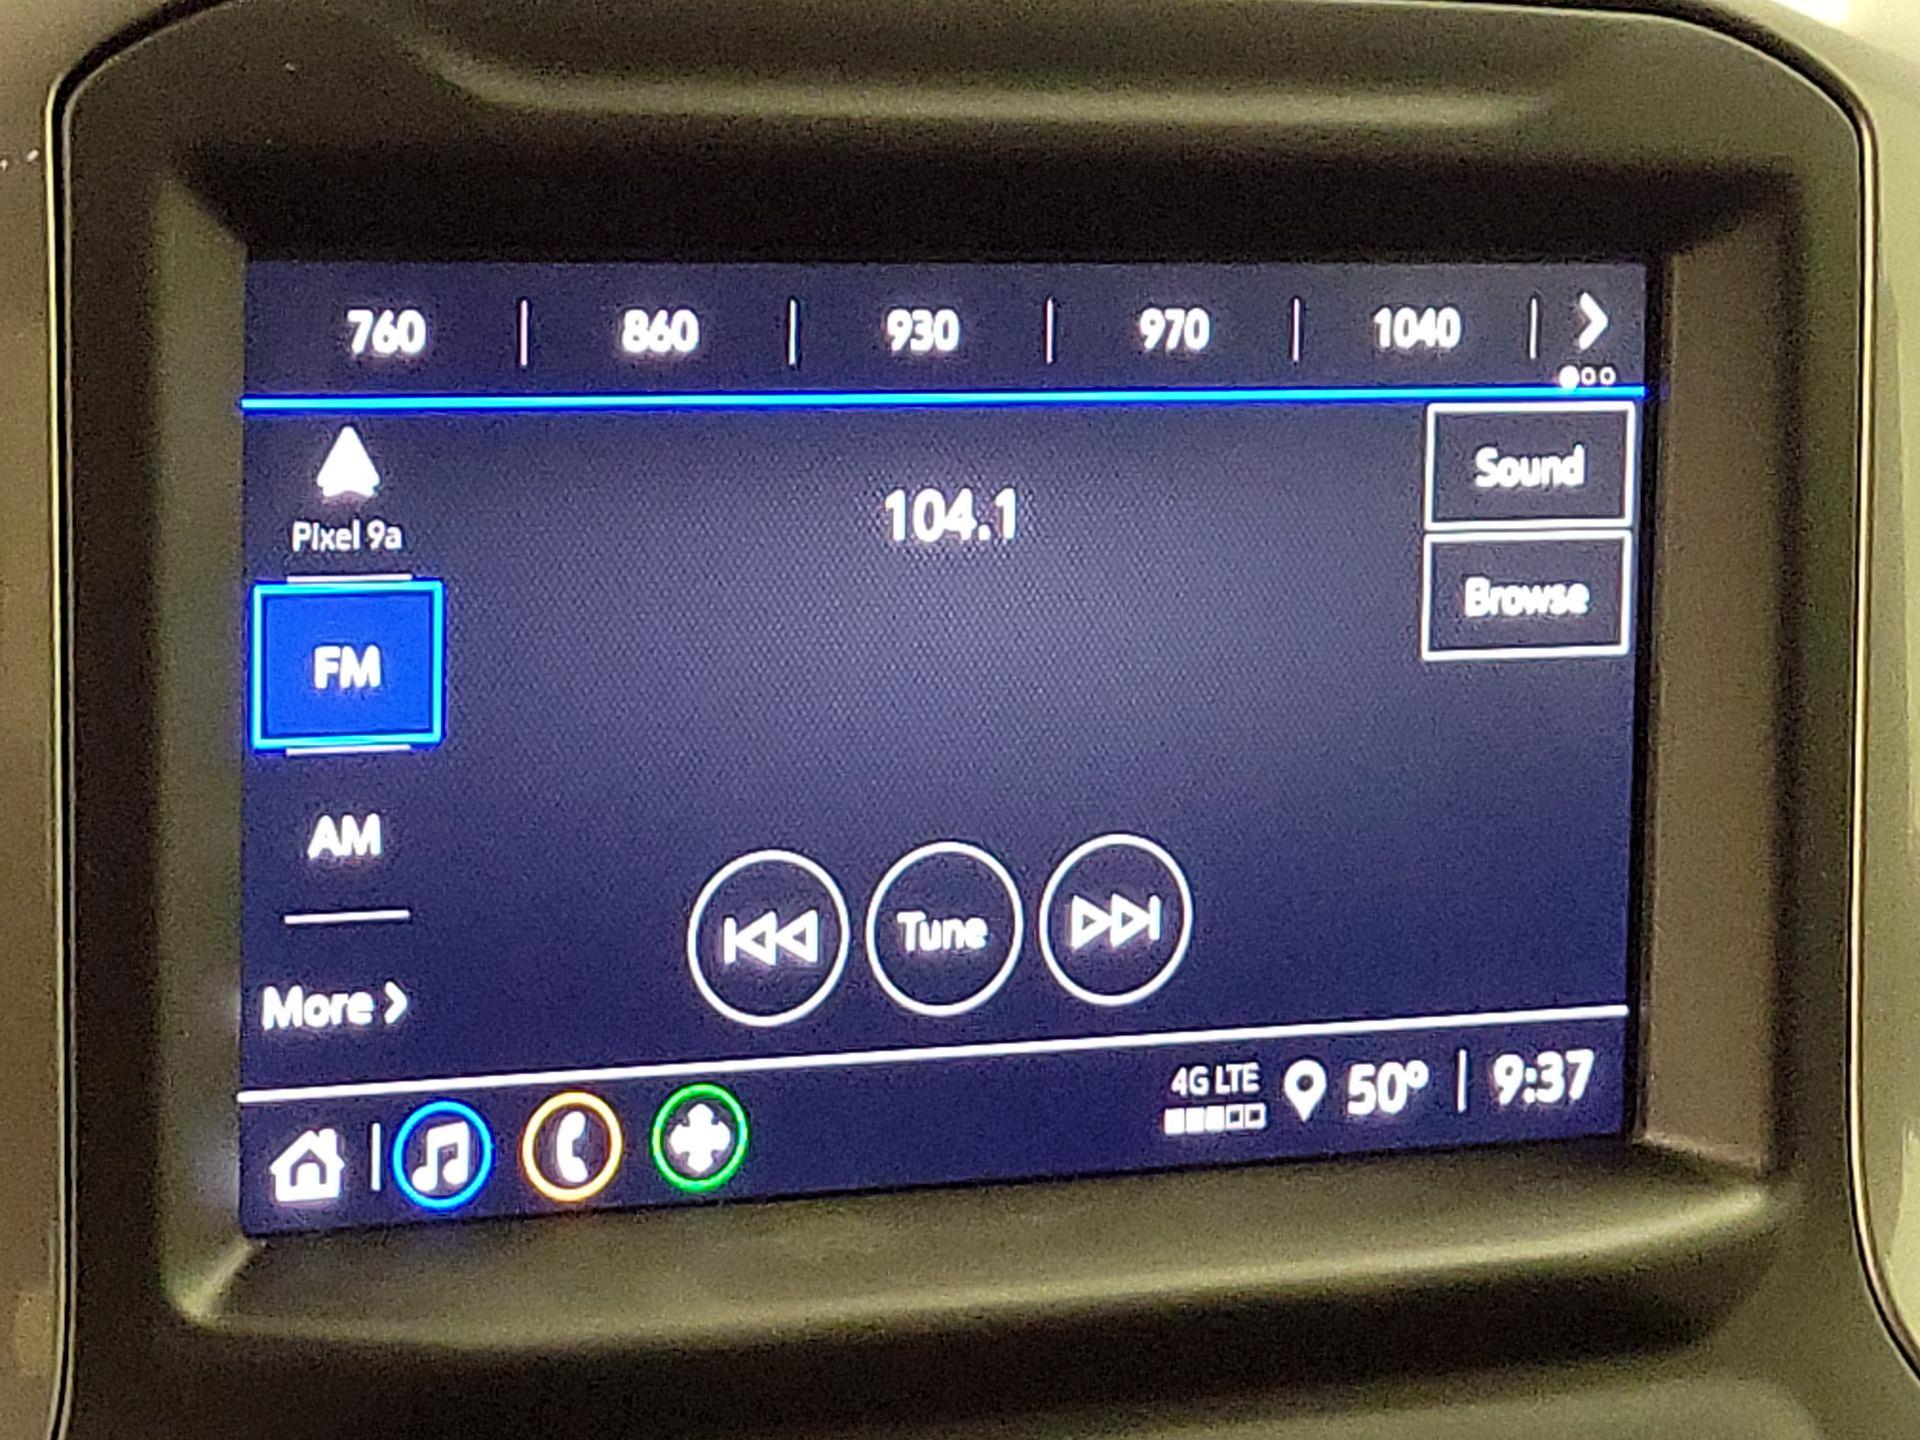 760 | 860 | 930 | 970 | 1040 |
Pixel 9a
104.1
Sound
Browse
FM
AM
Tune
More
4G LTE 50° | 9:37